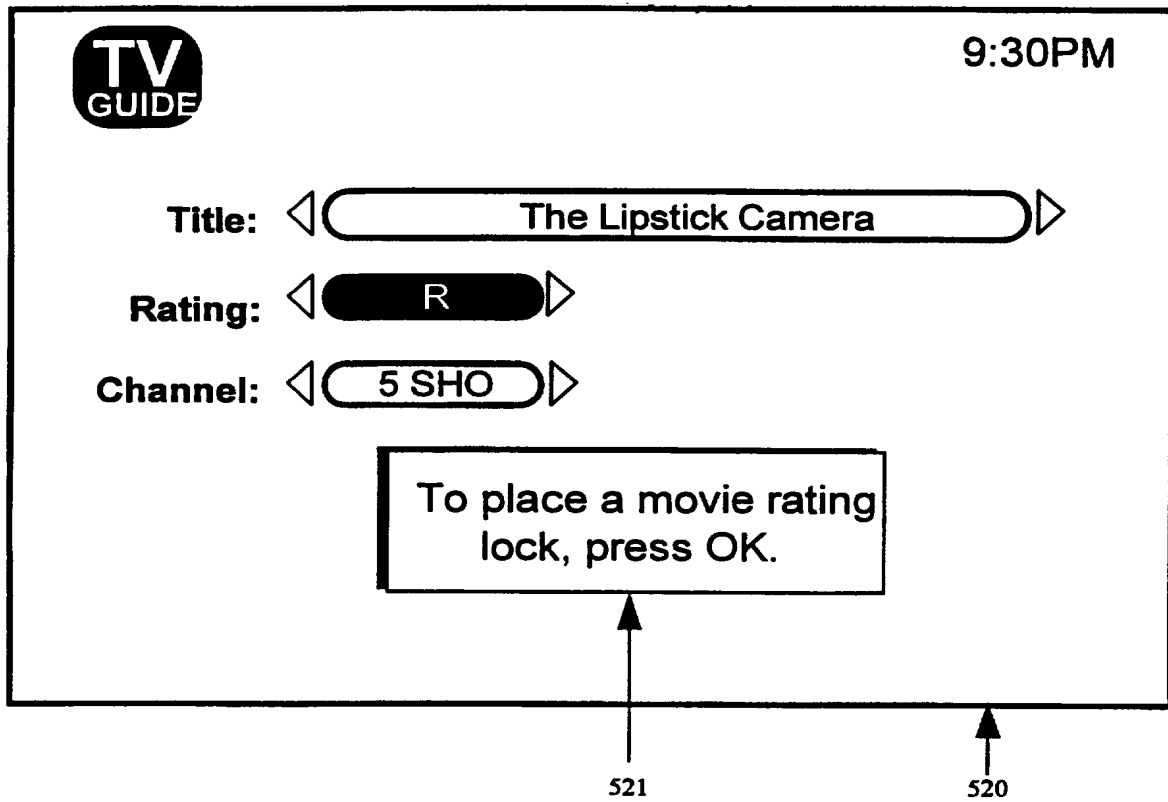 TV
GUIDE
9:30PM
Title: The Lipstick Camera
Rating: R
Channel: 5 SHO
To place a movie rating
lock, press OK.
521 520